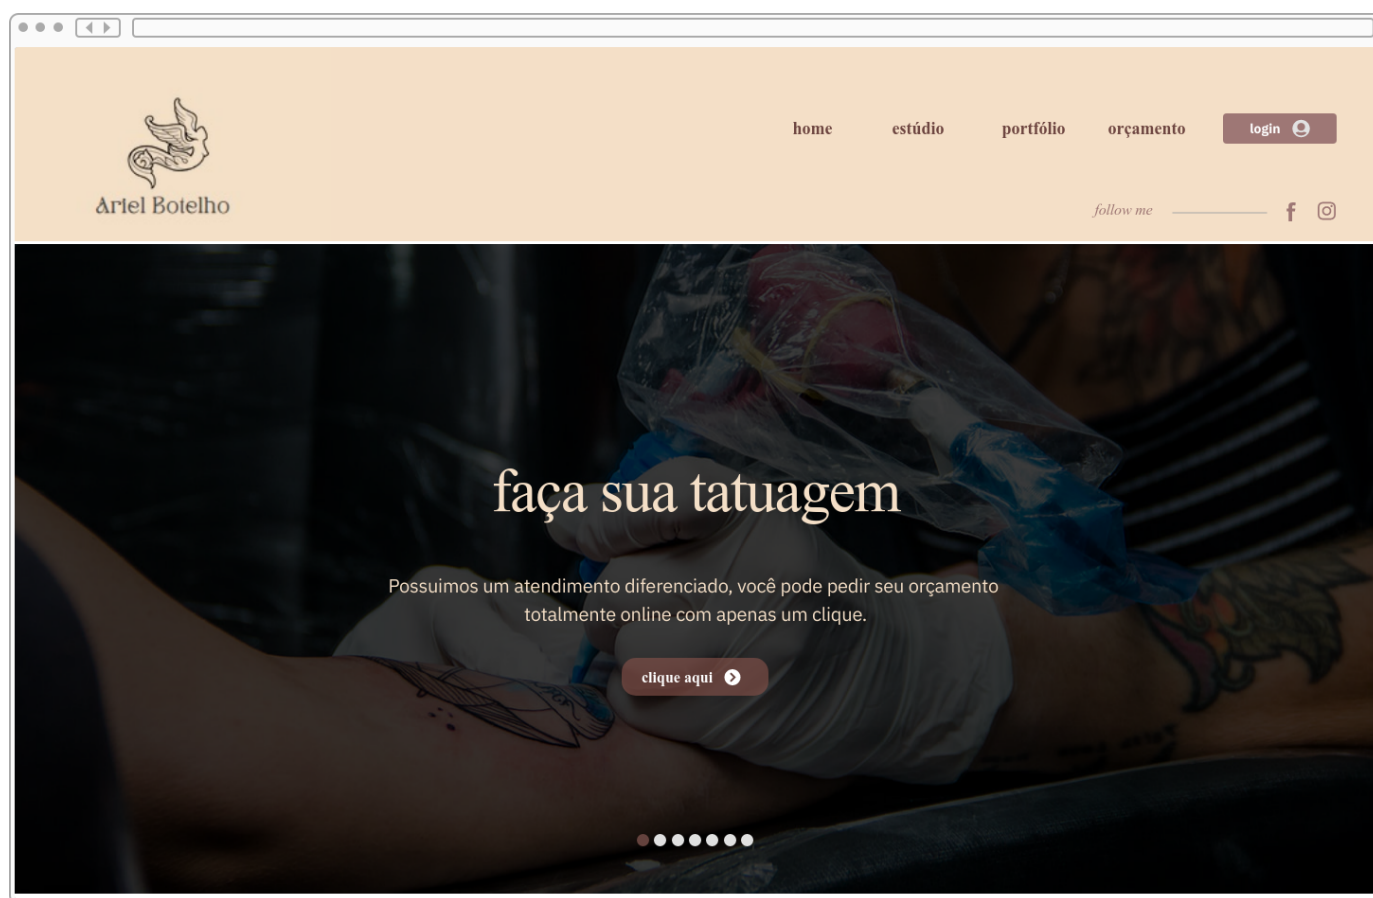 Ariel Botelho
home estúdio portfólio orçamento login
follow me
faça sua tatuagem
Possuimos um atendimento diferenciado, você pode pedir seu orçamento
totalmente online com apenas um clique.
clique aqui